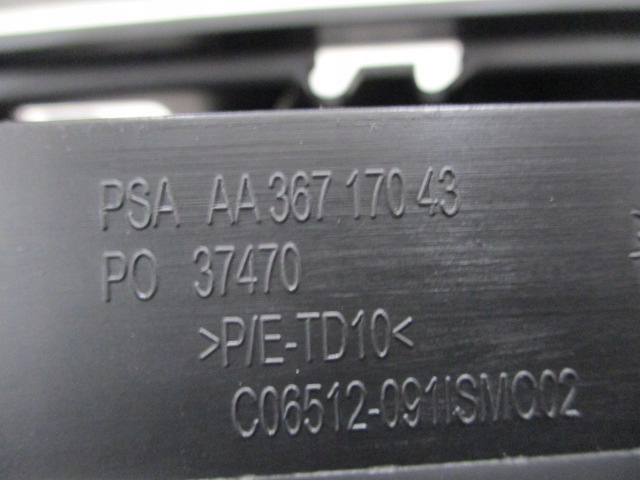 PSA AA 367 170 43
PO 37470
>P/E-TD10<
C06512-091ISMC02